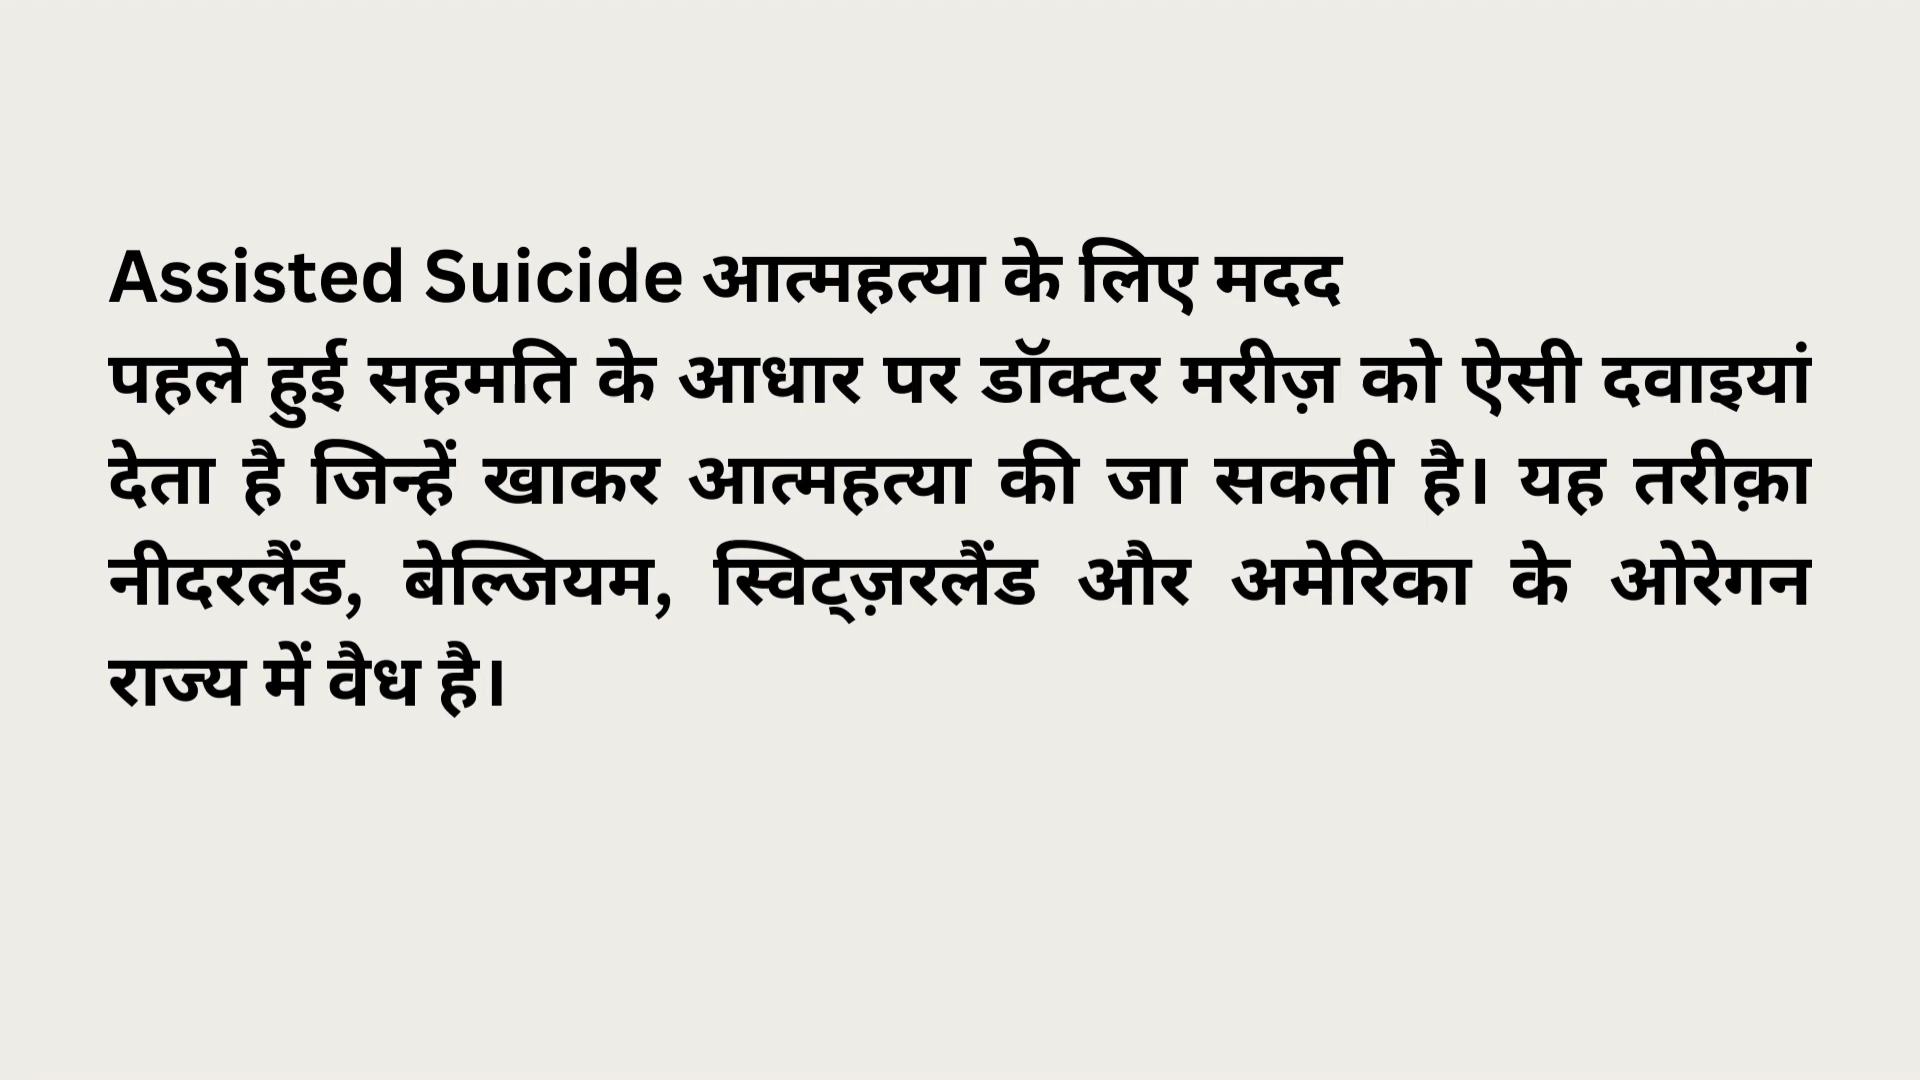 Assisted Suicide आत्महत्या के लिए मदद
पहले हुई सहमति के आधार पर डॉक्टर मरीज़ को ऐसी दवाइयां
देता है जिन्हें खाकर आत्महत्या की जा सकती है। यह तरीक़ा
नीदरलैंड, बेल्जियम, स्विट्ज़रलैंड और अमेरिका के ओरेगन
राज्य में वैध है।